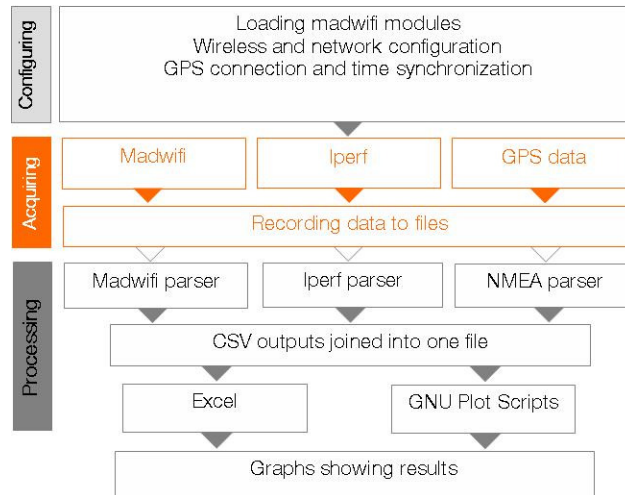 Configuring
Loading madwifi modules
Wireless and network configuration
GPS connection and time synchronization
Acquiring
Madwifi
Iperf
GPS data
Recording data to files
Processing
Madwifi parser
Iperf parser
NMEA parser
CSV outputs joined into one file
Excel
GNU Plot Scripts
Graphs showing results